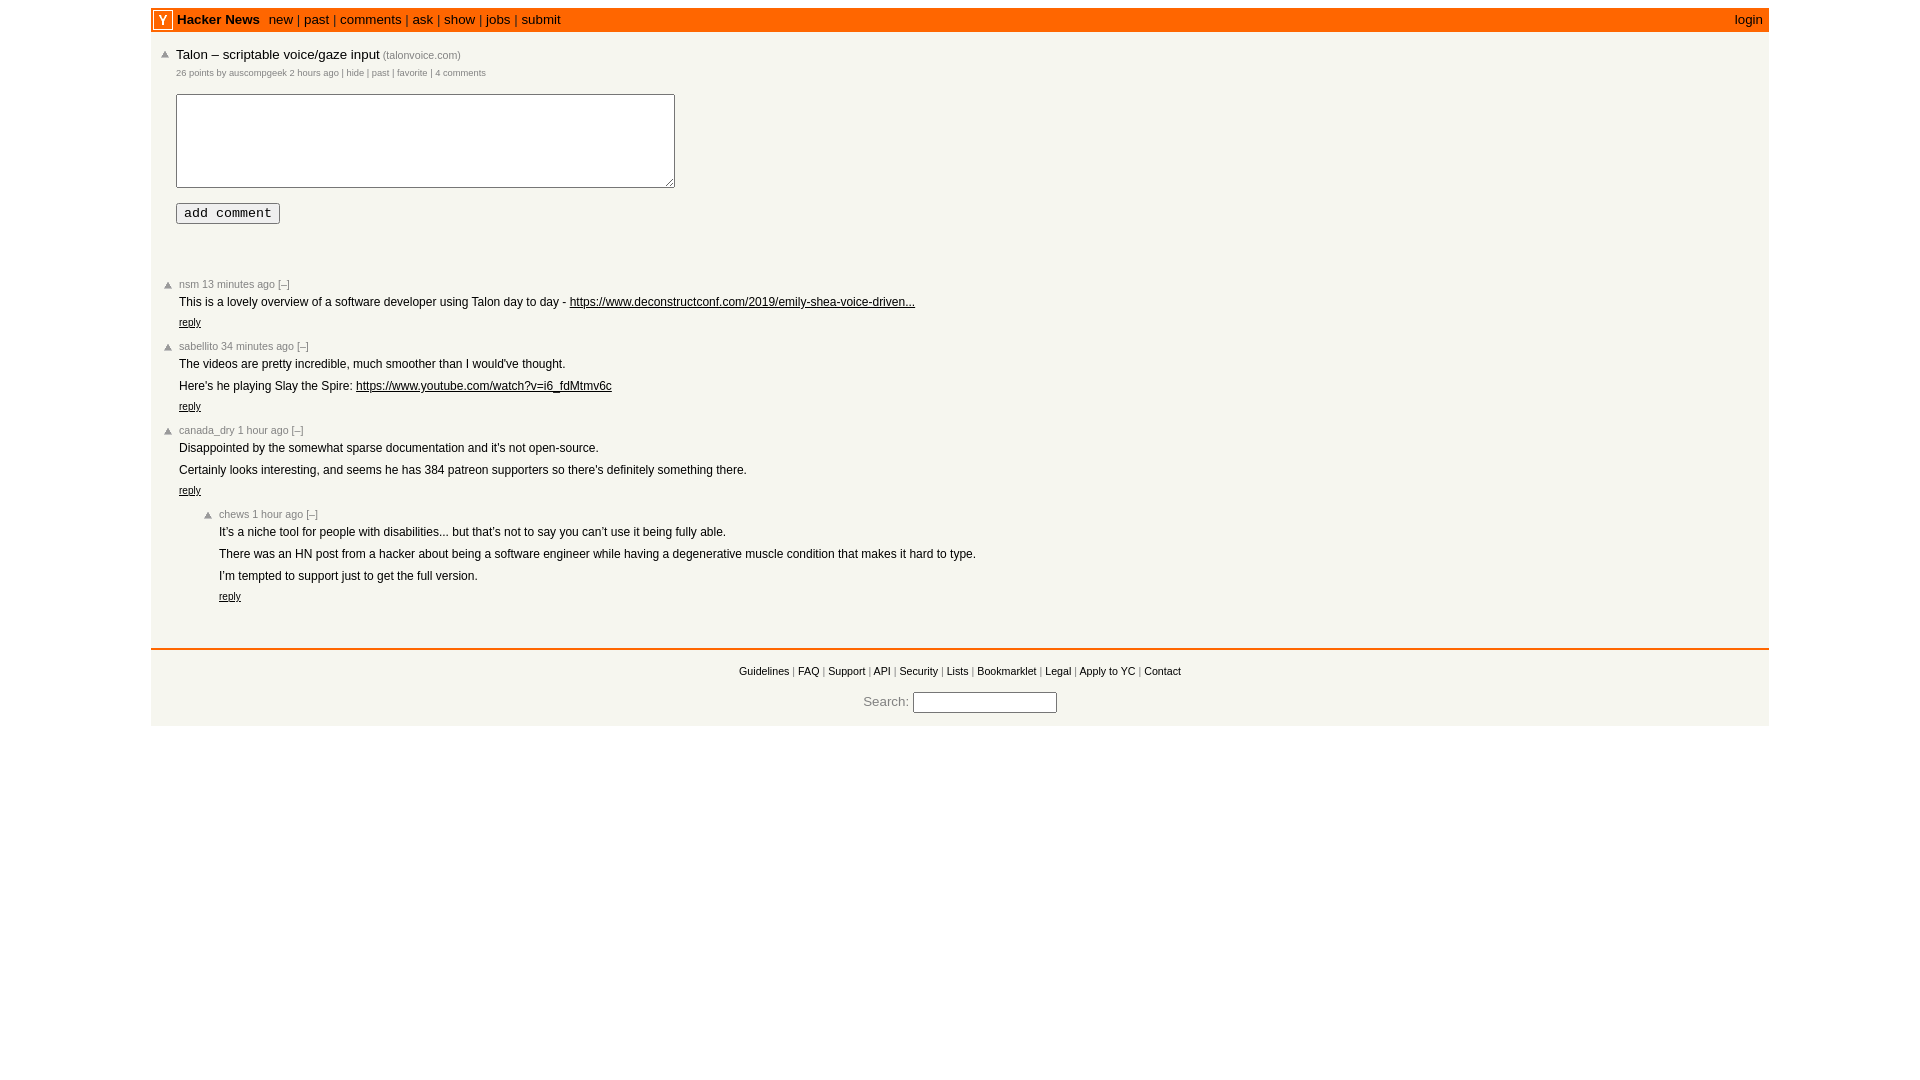 Y Hacker News new | past | comments | ask | show | jobs | submit login
Talon – scriptable voice/gaze input (talonvoice.com)
26 points by auscompgeek 2 hours ago | hide | past | favorite | 4 comments
add comment
nsm 13 minutes ago [–]
This is a lovely overview of a software developer using Talon day to day - https://www.deconstructconf.com/2019/emily-shea-voice-driven...
reply
sabellito 34 minutes ago [–]
The videos are pretty incredible, much smoother than I would've thought.
Here's he playing Slay the Spire: https://www.youtube.com/watch?v=i6_fdMtmv6c
reply
canada_dry 1 hour ago [–]
Disappointed by the somewhat sparse documentation and it's not open-source.
Certainly looks interesting, and seems he has 384 patreon supporters so there's definitely something there.
reply
chews 1 hour ago [–]
It’s a niche tool for people with disabilities... but that’s not to say you can’t use it being fully able.
There was an HN post from a hacker about being a software engineer while having a degenerative muscle condition that makes it hard to type.
I’m tempted to support just to get the full version.
reply
Guidelines | FAQ | Support | API | Security | Lists | Bookmarklet | Legal | Apply to YC | Contact
Search: